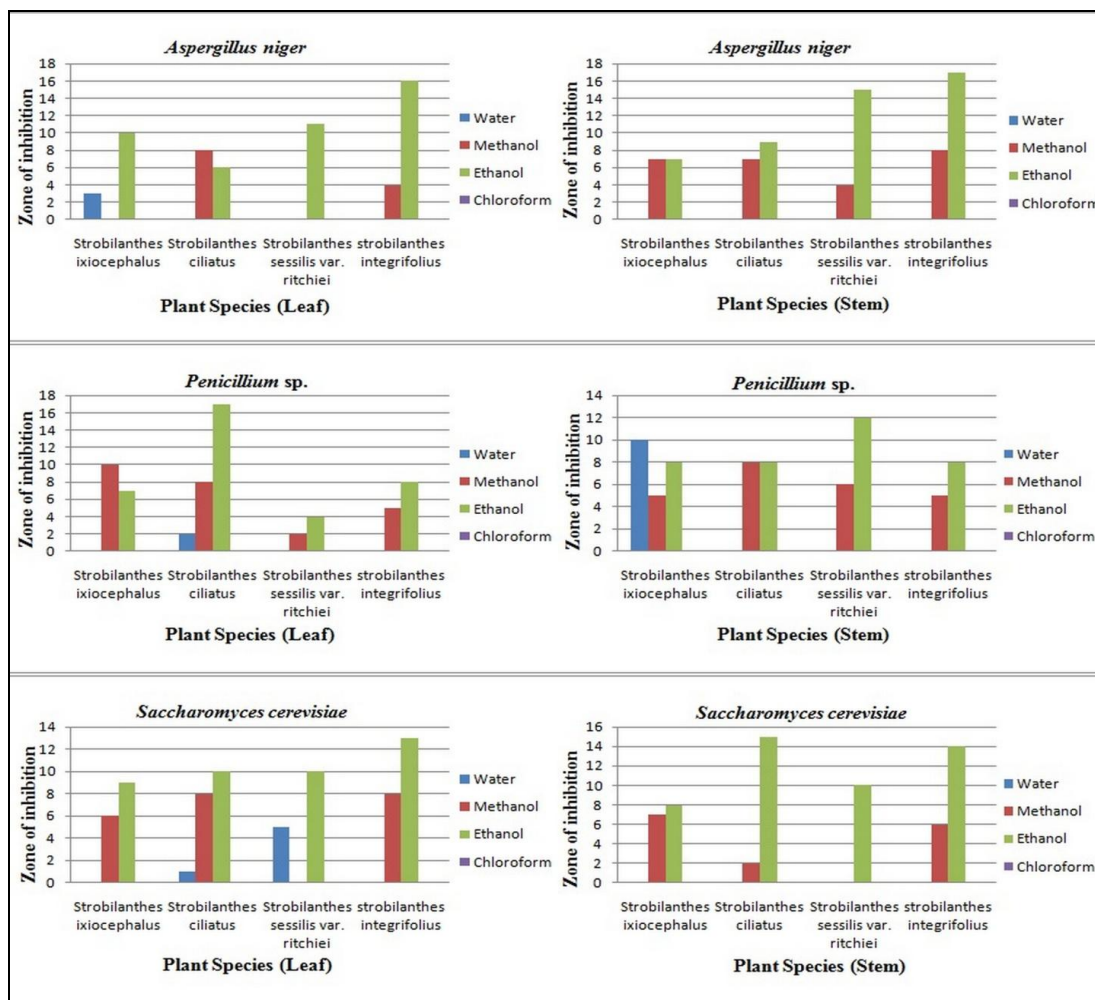 Aspergillus niger
Zone of inhibition
18
16
14
12
10
8
6
4
2
0
Strobilanthes ixiocephalus
Strobilanthes ciliatus
Strobilanthes sessilis var. ritchiei
strobilanthes integrifolius
Plant Species (Leaf)
Water
Methanol
Ethanol
Chloroform
Aspergillus niger
Zone of inhibition
18
16
14
12
10
8
6
4
2
0
Strobilanthes ixiocephalus
Strobilanthes ciliatus
Strobilanthes sessilis var. ritchiei
strobilanthes integrifolius
Plant Species (Stem)
Water
Methanol
Ethanol
Chloroform
Penicillium sp.
Zone of inhibition
18
16
14
12
10
8
6
4
2
0
Strobilanthes ixiocephalus
Strobilanthes ciliatus
Strobilanthes sessilis var. ritchiei
strobilanthes integrifolius
Plant Species (Leaf)
Water
Methanol
Ethanol
Chloroform
Penicillium sp.
Zone of inhibition
14
12
10
8
6
4
2
0
Strobilanthes ixiocephalus
Strobilanthes ciliatus
Strobilanthes sessilis var. ritchiei
strobilanthes integrifolius
Plant Species (Stem)
Water
Methanol
Ethanol
Chloroform
Saccharomyces cerevisiae
Zone of inhibition
14
12
10
8
6
4
2
0
Strobilanthes ixiocephalus
Strobilanthes ciliatus
Strobilanthes sessilis var. ritchiei
strobilanthes integrifolius
Plant Species (Leaf)
Water
Methanol
Ethanol
Chloroform
Saccharomyces cerevisiae
Zone of inhibition
16
14
12
10
8
6
4
2
0
Strobilanthes ixiocephalus
Strobilanthes ciliatus
Strobilanthes sessilis var. ritchiei
strobilanthes integrifolius
Plant Species (Stem)
Water
Methanol
Ethanol
Chloroform